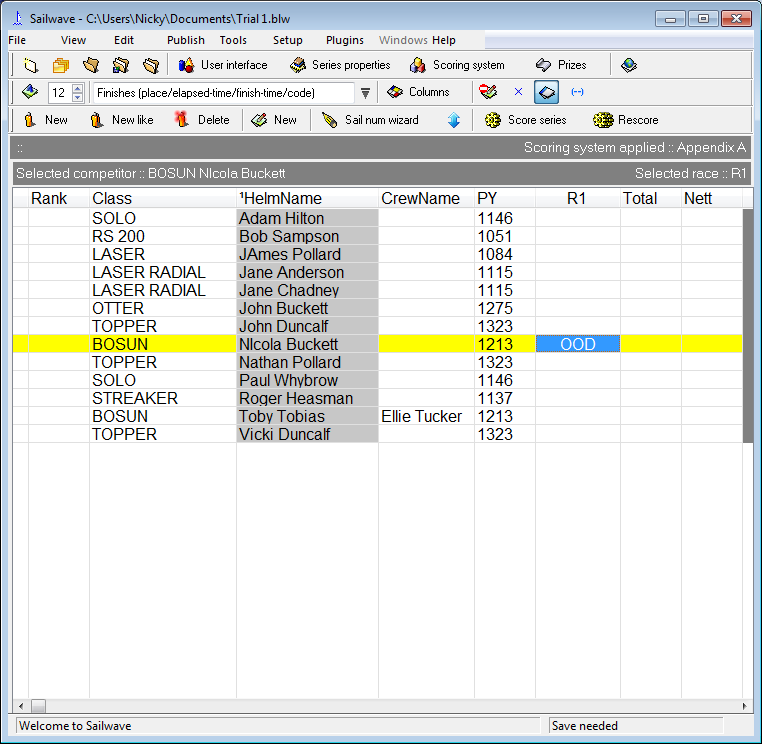 Sailwave - C:\Users\Nicky\Documents\Trial 1.blw
File View Edit Publish Tools Setup Plugins Windows Help
User interface Series properties Scoring system Prizes
12 Finishes (place/elapsed-time/finish-time/code) Columns
New New like Delete New Sail num wizard Score series Rescore
:: Scoring system applied :: Appendix A
Selected competitor :: BOSUN NIcola Buckett Selected race :: R1
Rank Class ¹HelmName CrewName PY R1 Total Nett
SOLO Adam Hilton 1146
RS 200 Bob Sampson 1051
LASER JAmes Pollard 1084
LASER RADIAL Jane Anderson 1115
LASER RADIAL Jane Chadney 1115
OTTER John Buckett 1275
TOPPER John Duncalf 1323
BOSUN NIcola Buckett 1213 OOD
TOPPER Nathan Pollard 1323
SOLO Paul Whybrow 1146
STREAKER Roger Heasman 1137
BOSUN Toby Tobias Ellie Tucker 1213
TOPPER Vicki Duncalf 1323
Welcome to Sailwave Save needed